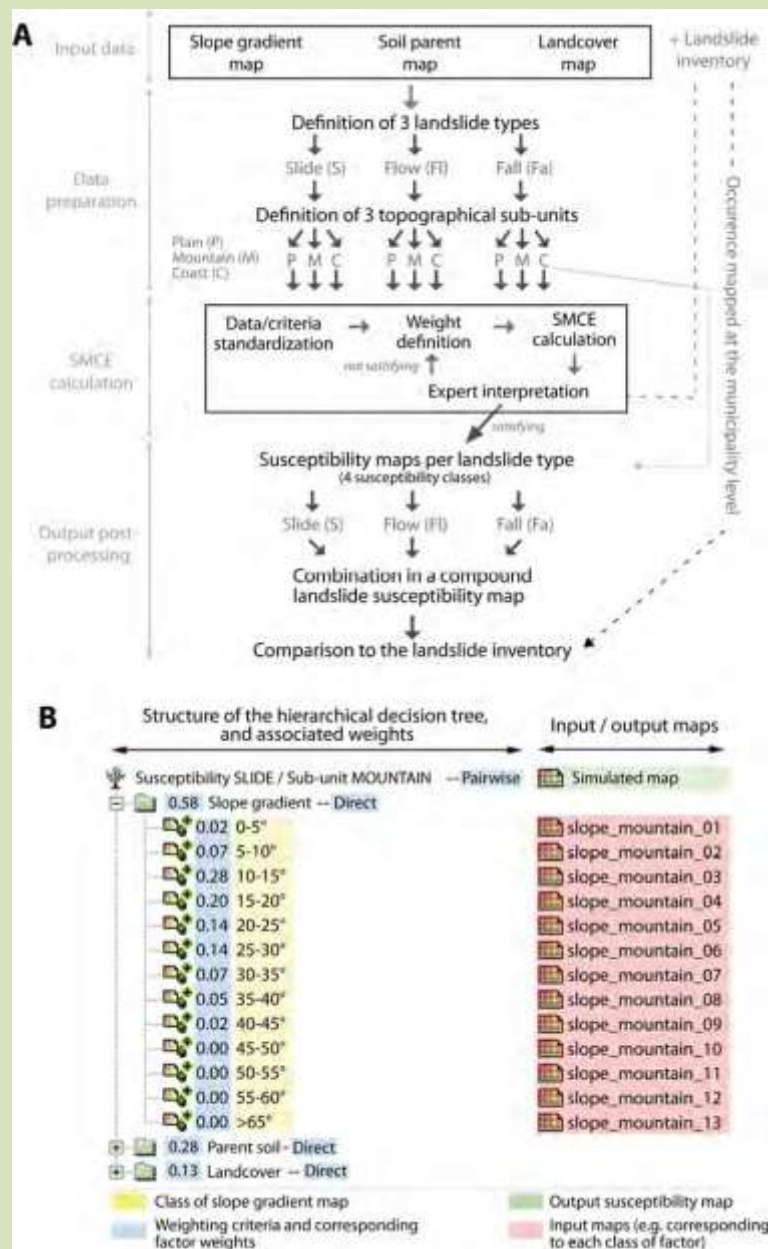 A
Input data
Slope gradient map
Soil parent map
Landcover map
+ Landslide inventory
Definition of 3 landslide types
Data preparation
Slide (S)
Flow (Fl)
Fall (Fa)
Definition of 3 topographical sub-units
Plain (P)
Mountain (M)
Coast (C)
P M C
P M C
P M C
Occurence mapped at the municipality level
SMCE calculation
Data/criteria standardization
Weight definition
SMCE calculation
not satisfying
Expert interpretation
satisfying
Susceptibility maps per landslide type
(4 susceptibility classes)
Output post-processing
Slide (S)
Flow (Fl)
Fall (Fa)
Combination in a compound
landslide susceptibility map
Comparison to the landslide inventory
B
Structure of the hierarchical decision tree,
and associated weights
Input / output maps
Susceptibility SLIDE / Sub-unit MOUNTAIN -- Pairwise
Simulated map
0.58 Slope gradient -- Direct
0.02 0-5° slope_mountain_01
0.07 5-10° slope_mountain_02
0.28 10-15° slope_mountain_03
0.20 15-20° slope_mountain_04
0.14 20-25° slope_mountain_05
0.14 25-30° slope_mountain_06
0.07 30-35° slope_mountain_07
0.05 35-40° slope_mountain_08
0.02 40-45° slope_mountain_09
0.00 45-50° slope_mountain_10
0.00 50-55° slope_mountain_11
0.00 55-60° slope_mountain_12
0.00 >65° slope_mountain_13
0.28 Parent soil - Direct
0.13 Landcover -- Direct
Class of slope gradient map
Output susceptibility map
Weighting criteria and corresponding
factor weights
Input maps (e.g. corresponding
to each class of factor)